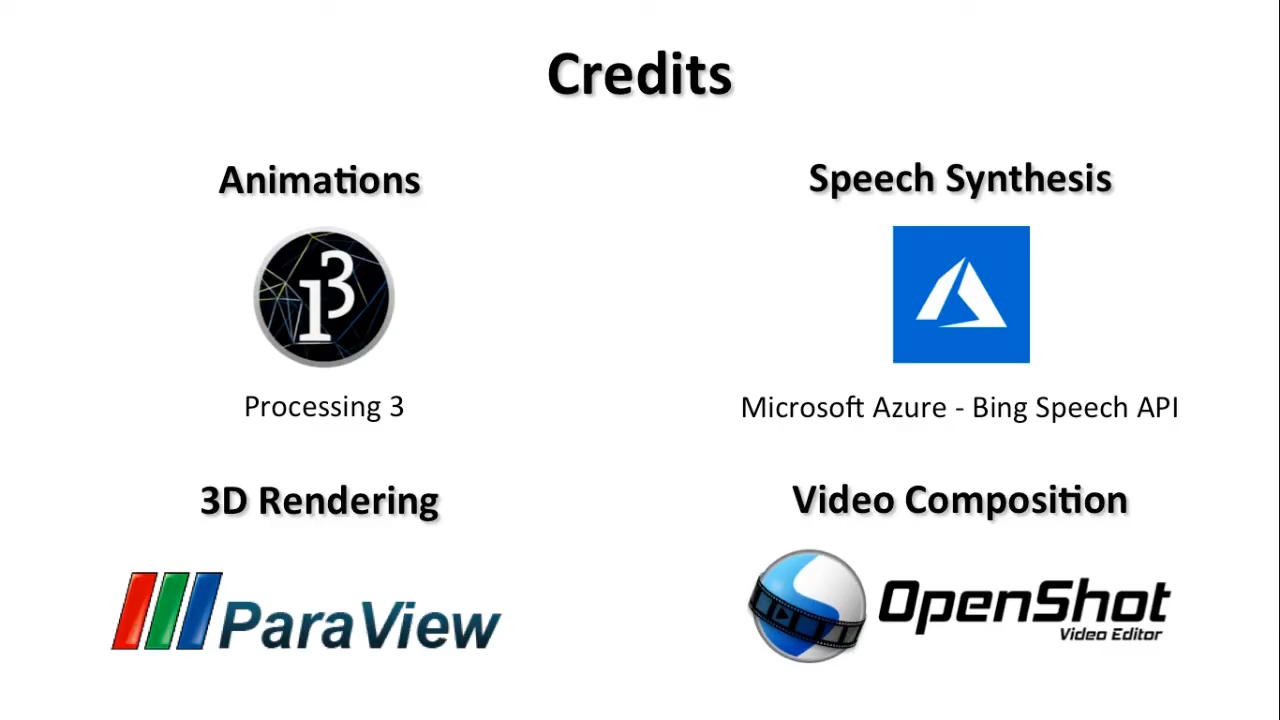 Credits
Animations
Speech Synthesis
13
Processing 3
Microsoft Azure - Bing Speech API
3D Rendering
Video Composition
ParaView
OpenShot
Video Editor